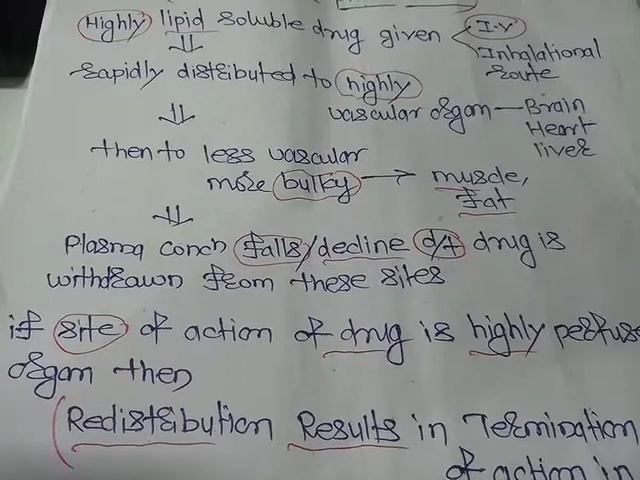 Highly lipid soluble drug given I.V
Inhalational
route
rapidly distributed to highly
vascular organ — Brain
Heart
liver
then to less vascular
more bulky → muscle,
fat
Plasma concn falls/decline d/t drug is
withdrawn from these sites
if site of action of drug is highly perfuse
organ then
Redistribution Results in Termination
of action in